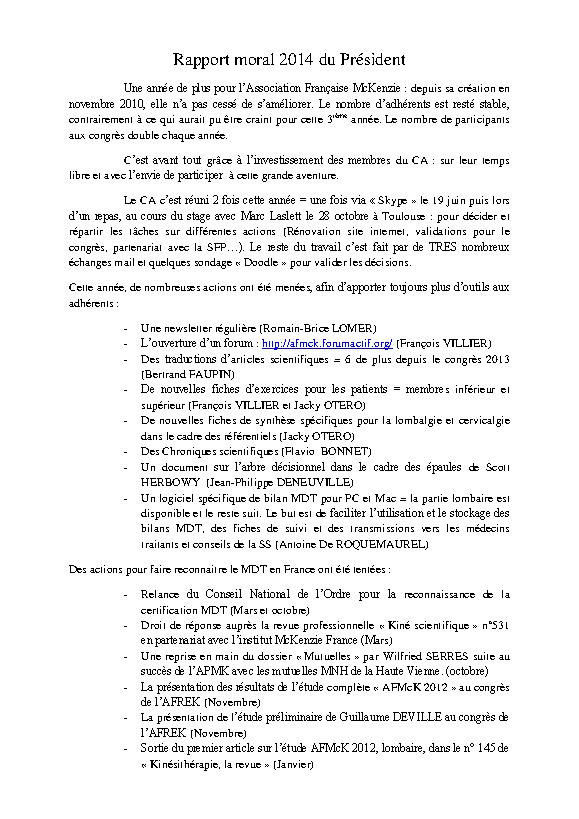 Rapport moral 2014 du Président
Une année de plus pour l'Association Française McKenzie : depuis sa création en
novembre 2010, elle n'a pas cessé de s'améliorer. Le nombre d'adhérents est resté stable,
contrairement à ce qui aurait pu être craint pour cette 3ième année. Le nombre de participants
aux congrès double chaque année.
C'est avant tout grâce à l'investissement des membres du CA : sur leur temps
libre et avec l'envie de participer à cette grande aventure.
Le CA c'est réuni 2 fois cette année = une fois via « Skype » le 19 juin puis lors
d'un repas, au cours du stage avec Marc Laslett le 28 octobre à Toulouse : pour décider et
répartir les tâches sur différentes actions (Rénovation site internet, validations pour le
congrès, partenariat avec la SFP…). Le reste du travail c'est fait par de TRES nombreux
échanges mail et quelques sondage « Doodle » pour valider les décisions.
Cette année, de nombreuses actions ont été menées, afin d'apporter toujours plus d'outils aux
adhérents :
- Une newsletter régulière (Romain-Brice LOMER)
- L'ouverture d'un forum : http://afmck.forumactif.org/ (François VILLIER)
- Des traductions d'articles scientifiques = 6 de plus depuis le congrès 2013
(Bertrand FAUPIN)
- De nouvelles fiches d'exercices pour les patients = membres inférieur et
supérieur (François VILLIER et Jacky OTERO)
- De nouvelles fiches de synthèse spécifiques pour la lombalgie et cervicalgie
dans le cadre des référentiels (Jacky OTERO)
- Des Chroniques scientifiques (Flavio BONNET)
- Un document sur l'arbre décisionnel dans le cadre des épaules de Scott
HERBOWY (Jean-Philippe DENEUVILLE)
- Un logiciel spécifique de bilan MDT pour PC et Mac = la partie lombaire est
disponible et le reste suit. Le but est de faciliter l'utilisation et le stockage des
bilans MDT, des fiches de suivi et des transmissions vers les médecins
traitants et conseils de la SS (Antoine De ROQUEMAUREL)
Des actions pour faire reconnaitre le MDT en France ont été tentées :
- Relance du Conseil National de l'Ordre pour la reconnaissance de la
certification MDT (Mars et octobre)
- Droit de réponse auprès la revue professionnelle « Kiné scientifique » n°531
en partenariat avec l'institut McKenzie France (Mars)
- Une reprise en main du dossier « Mutuelles » par Wilfried SERRES suite au
succès de l'APMK avec les mutuelles MNH de la Haute Vienne. (octobre)
- La présentation des résultats de l'étude complète « AFMcK 2012 » au congrès
de l'AFREK (Novembre)
- La présentation de l'étude préliminaire de Guillaume DEVILLE au congrès de
l'AFREK (Novembre)
- Sortie du premier article sur l'étude AFMcK 2012, lombaire, dans le n° 145 de
« Kinésithérapie, la revue » (Janvier)